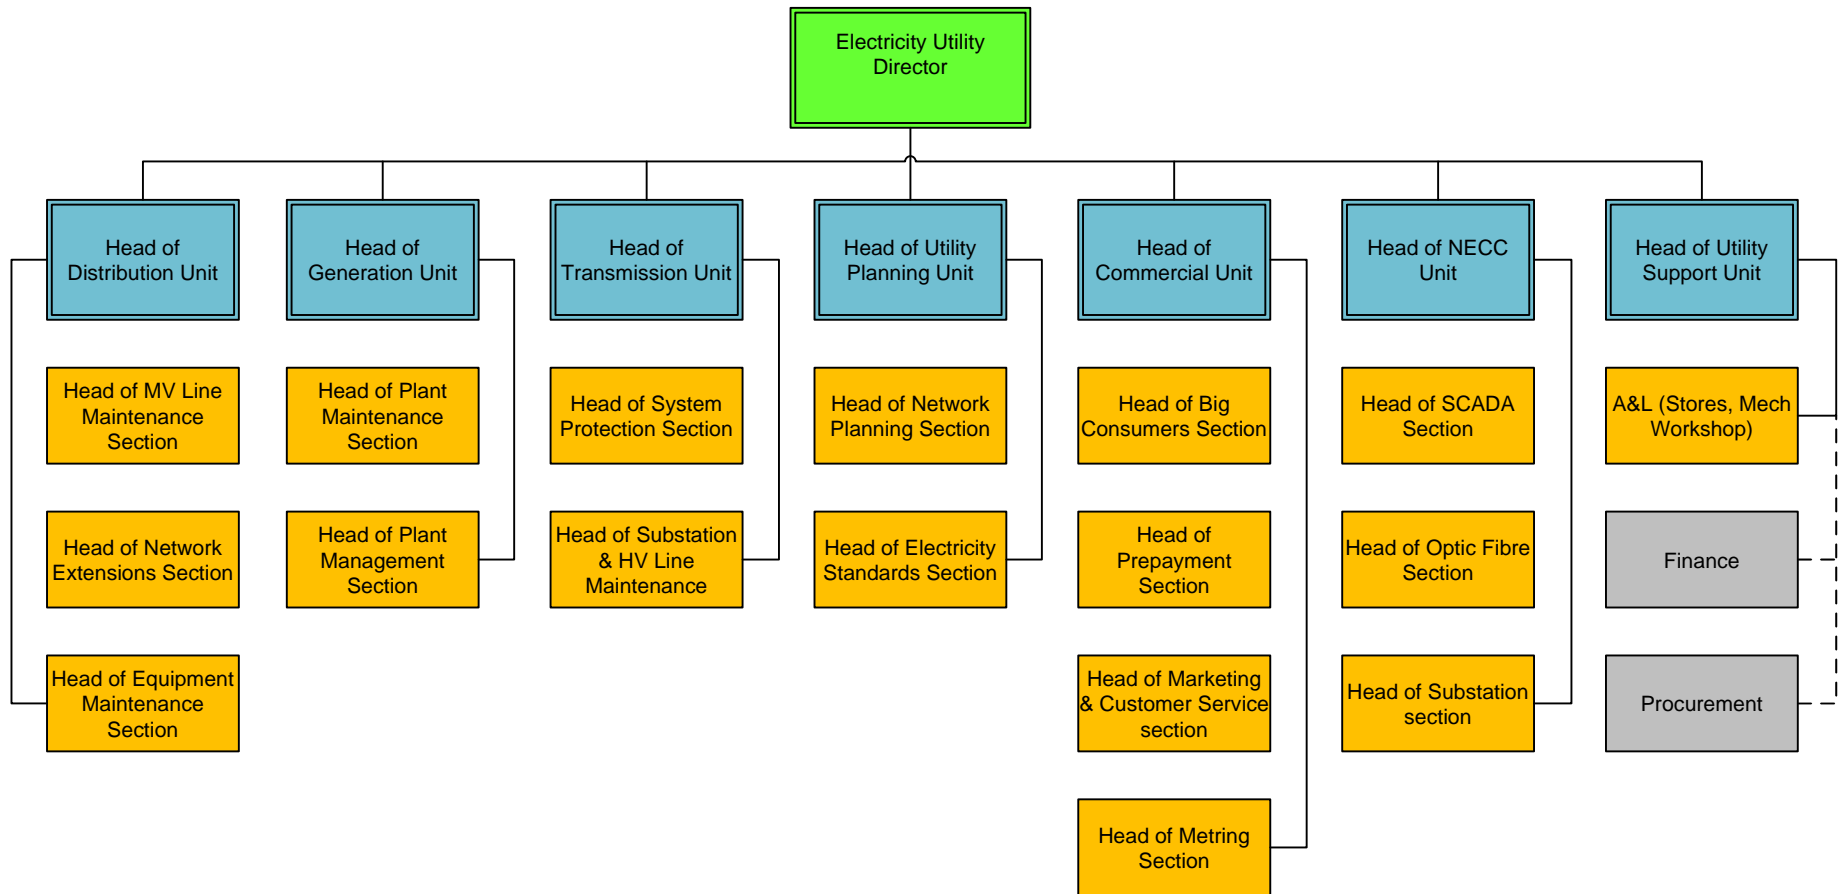 Electricity Utility
Director
Head of
Distribution Unit
Head of
Generation Unit
Head of
Transmission Unit
Head of Utility
Planning Unit
Head of
Commercial Unit
Head of NECC
Unit
Head of Utility
Support Unit
Head of MV Line
Maintenance
Section
Head of Plant
Maintenance
Section
Head of System
Protection Section
Head of Network
Planning Section
Head of Big
Consumers Section
Head of SCADA
Section
A&L (Stores, Mech
Workshop)
Head of Network
Extensions Section
Head of Plant
Management
Section
Head of Substation
& HV Line
Maintenance
Head of Electricity
Standards Section
Head of
Prepayment
Section
Head of Optic Fibre
Section
Finance
Head of Equipment
Maintenance
Section
Head of Marketing
& Customer Service
section
Head of Substation
section
Procurement
Head of Metring
Section